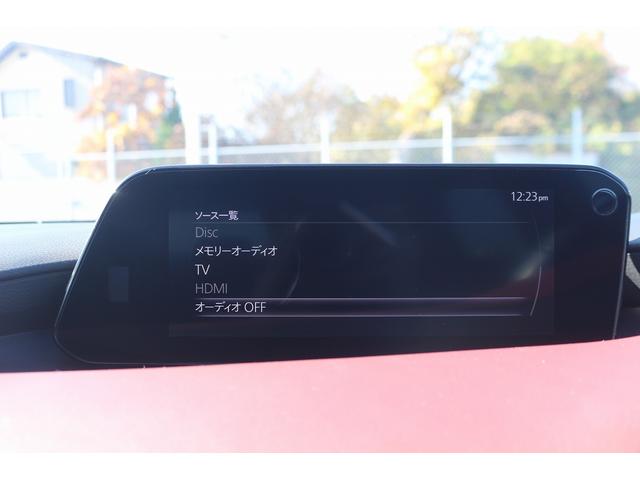 12:23pm
ソース一覧
Disc
メモリーオーディオ
TV
HDMI
オーディオ OFF